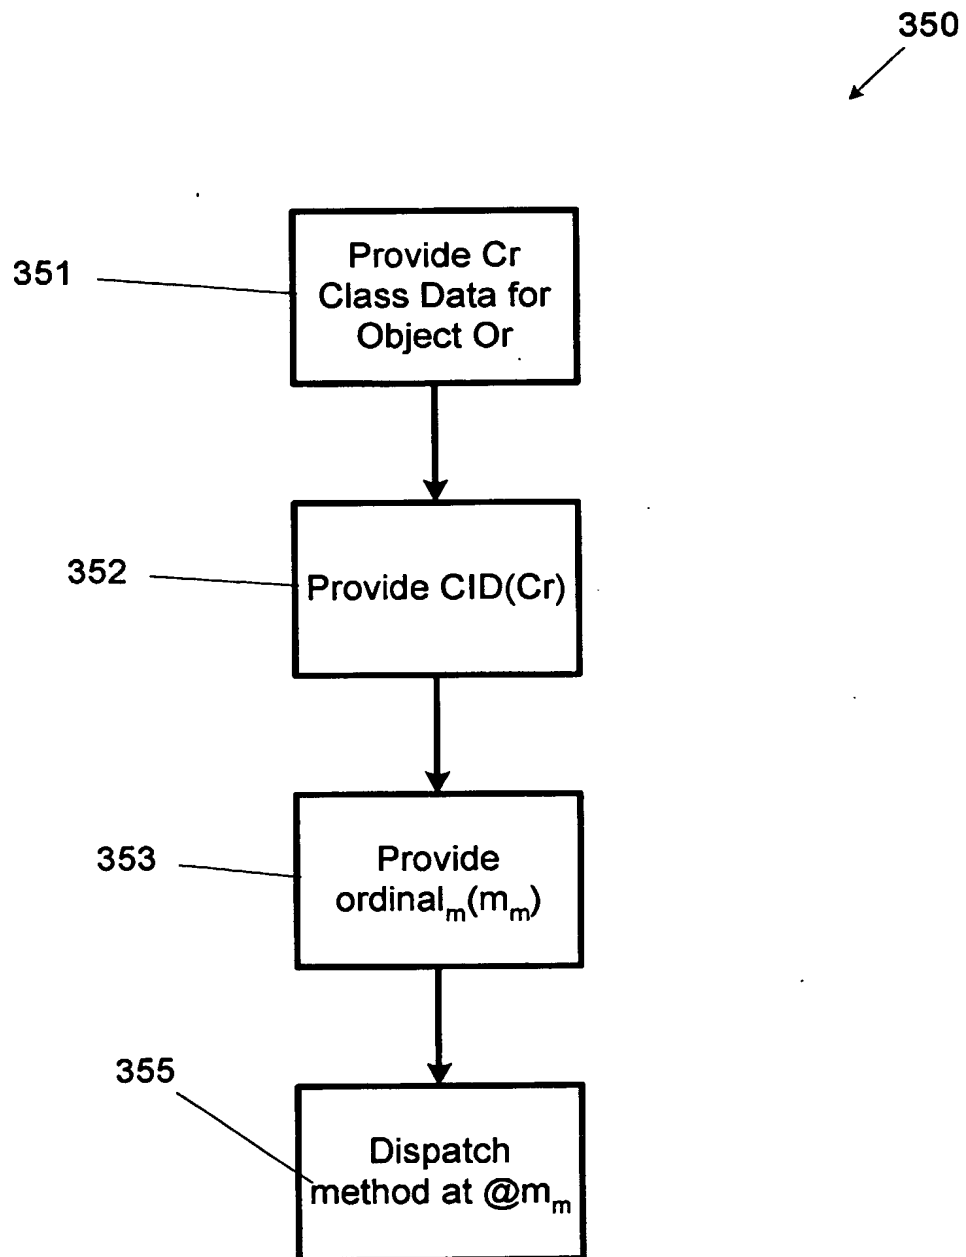 350
351
Provide Cr
Class Data for
Object Or
352
Provide CID(Cr)
353
Provide
ordinalₘ(mₘ)
355
Dispatch
method at @mₘ